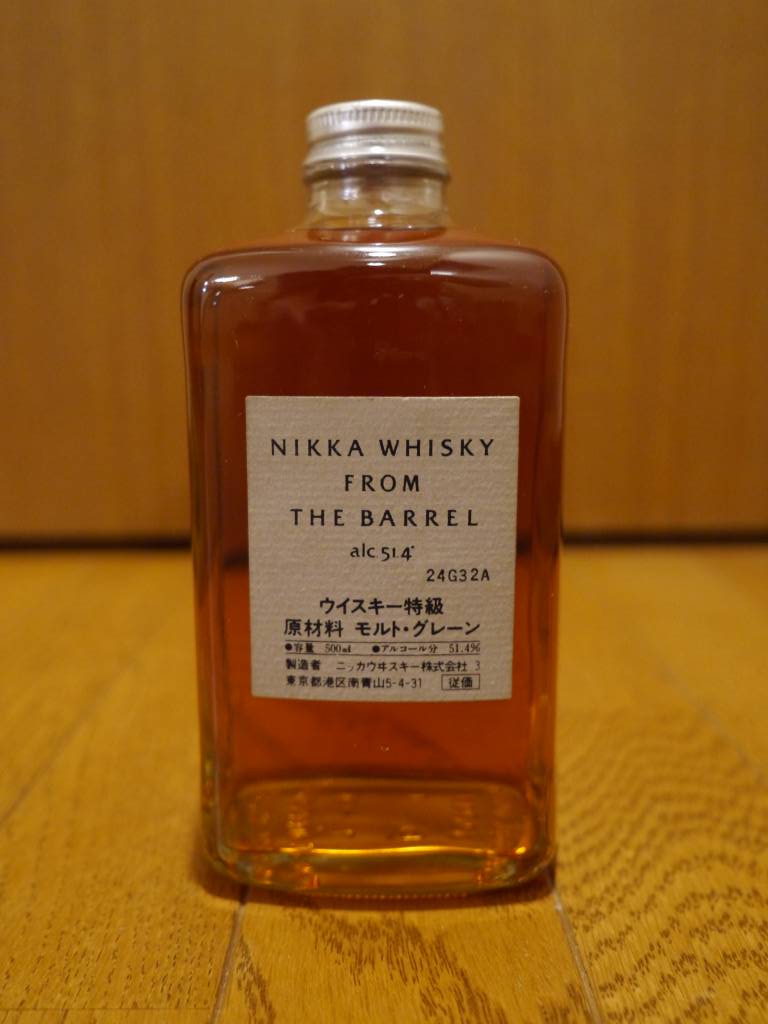 NIKKA WHISKY
FROM
THE BARREL
alc. 51.4°
24G32A
ウイスキー特級
原材料 モルト・グレーン
●容量 500ml ●アルコール分 51.4%
製造者 ニッカウヰスキー株式会社 3
東京都港区南青山5-4-31 従価